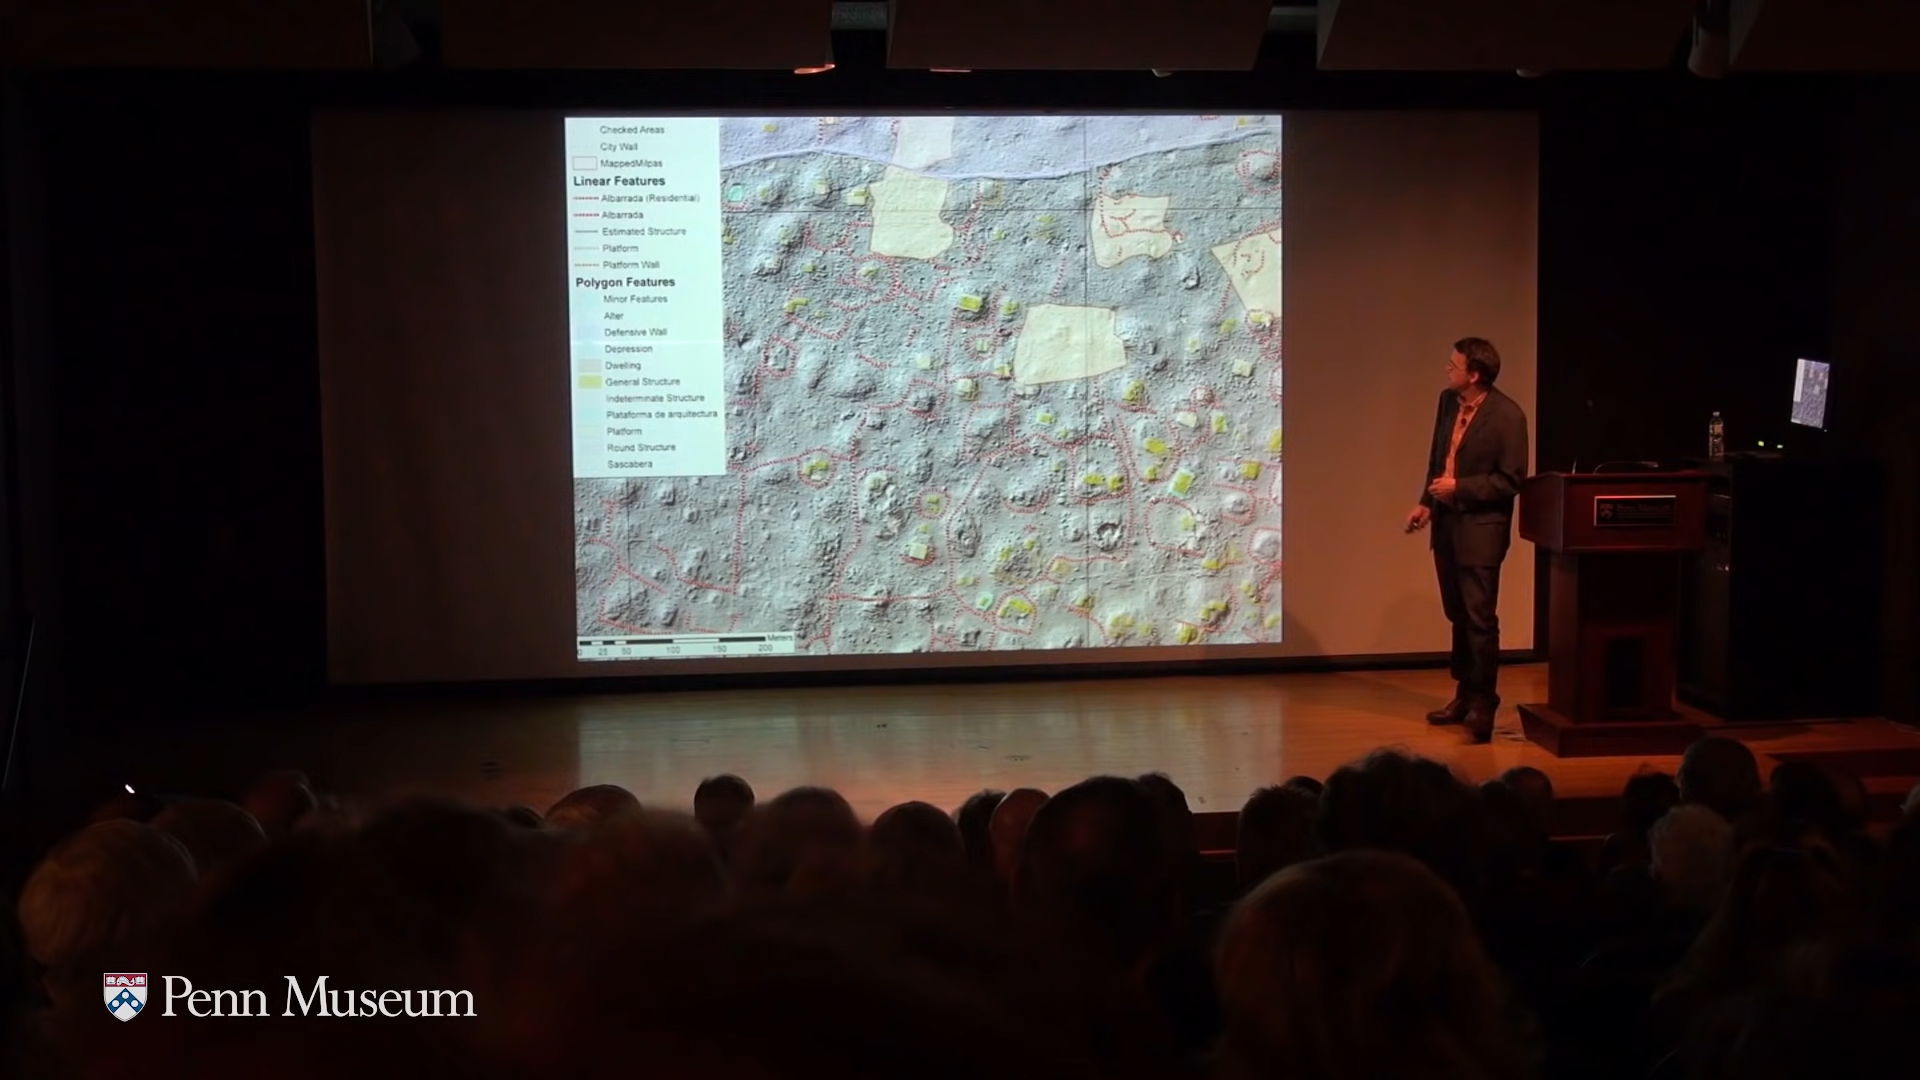 Checked Areas
City Wall
MappedMilpas
Linear Features
Albarrada (Residential)
Albarrada
Estimated Structure
Platform
Platform Wall
Polygon Features
Minor Features
Alter
Defensive Wall
Depression
Dwelling
General Structure
Indeterminate Structure
Plataforma de arquitectura
Platform
Round Structure
Sascabera
Meters
0 25 50 100 150 200
Penn Museum
Penn Museum